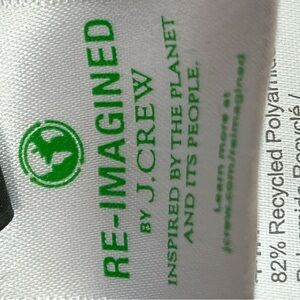 RE-IMAGINED
BY J.CREW
INSPIRED BY THE PLANET
AND ITS PEOPLE.
Learn more at
jcrew.com/reimagined
82% Recycled Polyamide